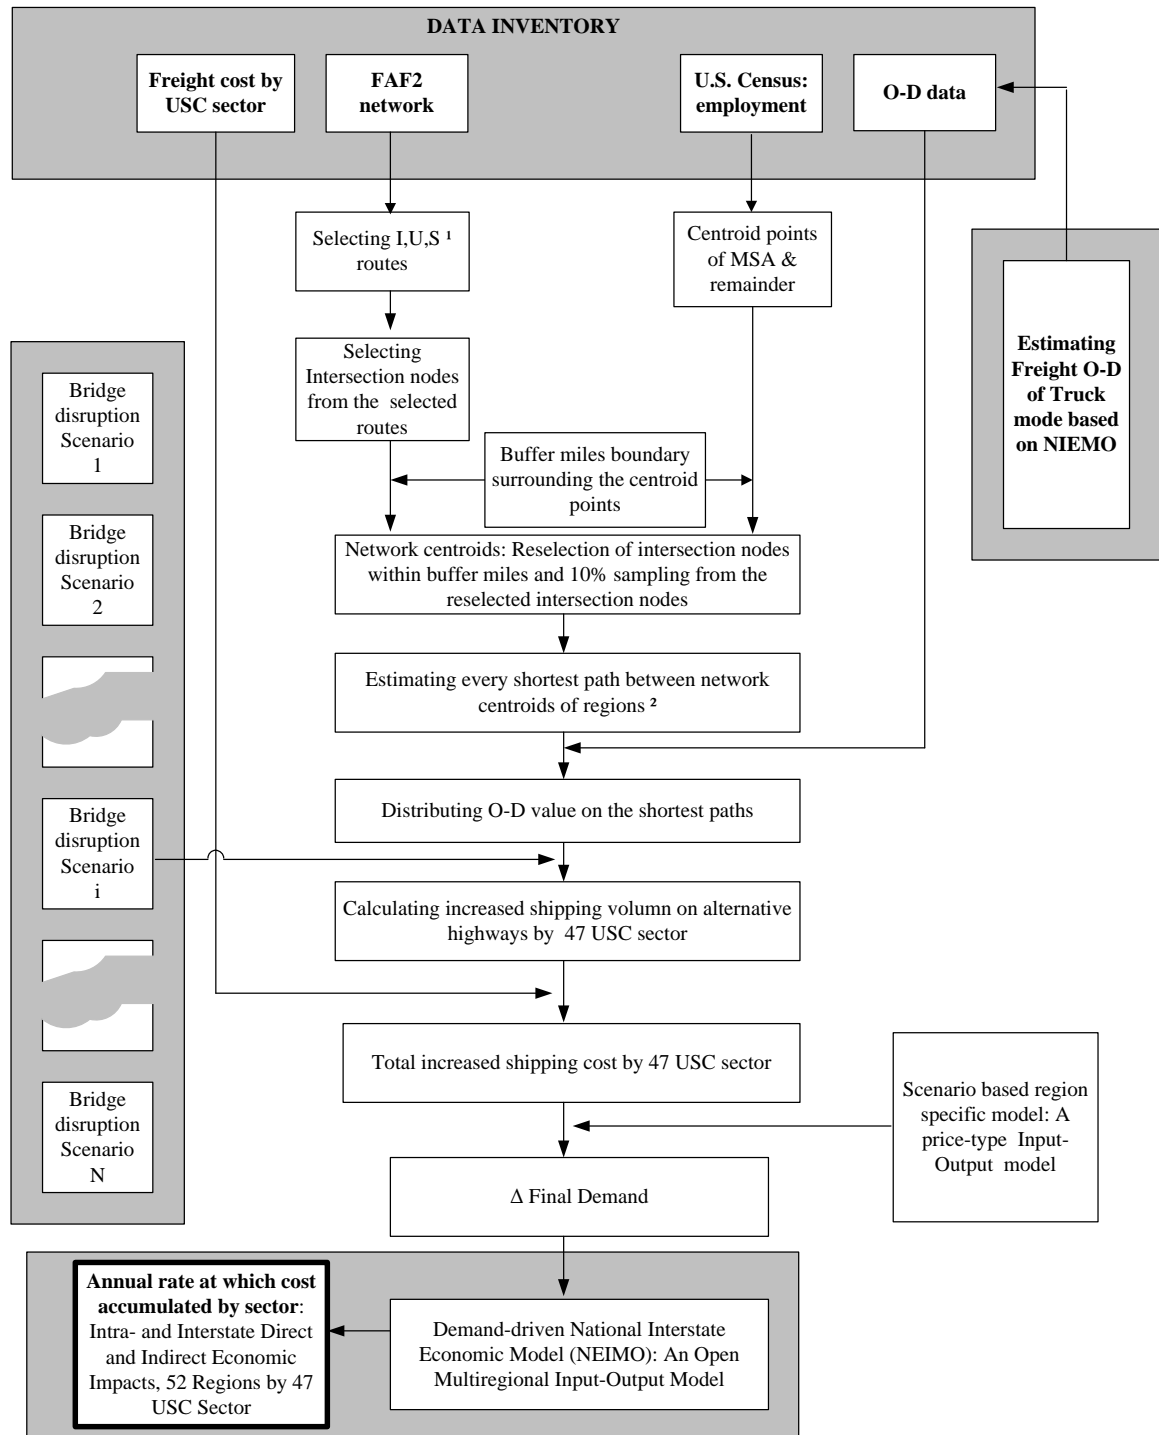 DATA INVENTORY
Freight cost by
USC sector
FAF2
network
U.S. Census:
employment
O-D data
Selecting I,U,S ¹
routes
Centroid points
of MSA &
remainder
Estimating
Freight O-D
of Truck
mode based
on NIEMO
Selecting
Intersection nodes
from the selected
routes
Bridge
disruption
Scenario
1
Buffer miles boundary
surrounding the centroid
points
Bridge
disruption
Scenario
2
Network centroids: Reselection of intersection nodes
within buffer miles and 10% sampling from the
reselected intersection nodes
Estimating every shortest path between network
centroids of regions ²
Distributing O-D value on the shortest paths
Bridge
disruption
Scenario
i
Calculating increased shipping volumn on alternative
highways by 47 USC sector
Total increased shipping cost by 47 USC sector
Scenario based region
specific model: A
price-type Input-
Output model
Bridge
disruption
Scenario
N
Δ Final Demand
Annual rate at which cost
accumulated by sector:
Intra- and Interstate Direct
and Indirect Economic
Impacts, 52 Regions by 47
USC Sector
Demand-driven National Interstate
Economic Model (NEIMO): An Open
Multiregional Input-Output Model